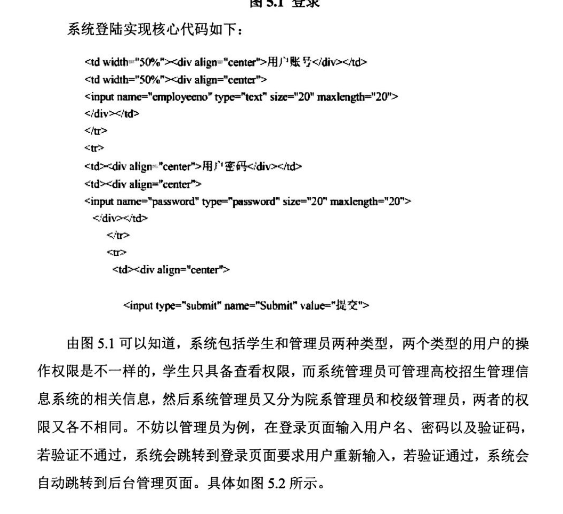 图 5.1 登录
系统登陆实现核心代码如下：
<td width="50%"><div align="center">用户账号</div></td>
<td width="50%"><div align="center">
<input name="employeeno" type="text" size="20" maxlength="20">
</div></td>
</tr>
<tr>
<td><div align="center">用户密码</div></td>
<td><div align="center">
<input name="password" type="password" size="20" maxlength="20">
</div></td>
</tr>
<tr>
<td><div align="center">
<input type="submit" name="Submit" value="提交">
由图 5.1 可以知道，系统包括学生和管理员两种类型，两个类型的用户的操
作权限是不一样的，学生只具备查看权限，而系统管理员可管理高校招生管理信
息系统的相关信息，然后系统管理员又分为院系管理员和校级管理员，两者的权
限又各不相同。不妨以管理员为例，在登录页面输入用户名、密码以及验证码，
若验证不通过，系统会跳转到登录页面要求用户重新输入，若验证通过，系统会
自动跳转到后台管理页面。具体如图 5.2 所示。